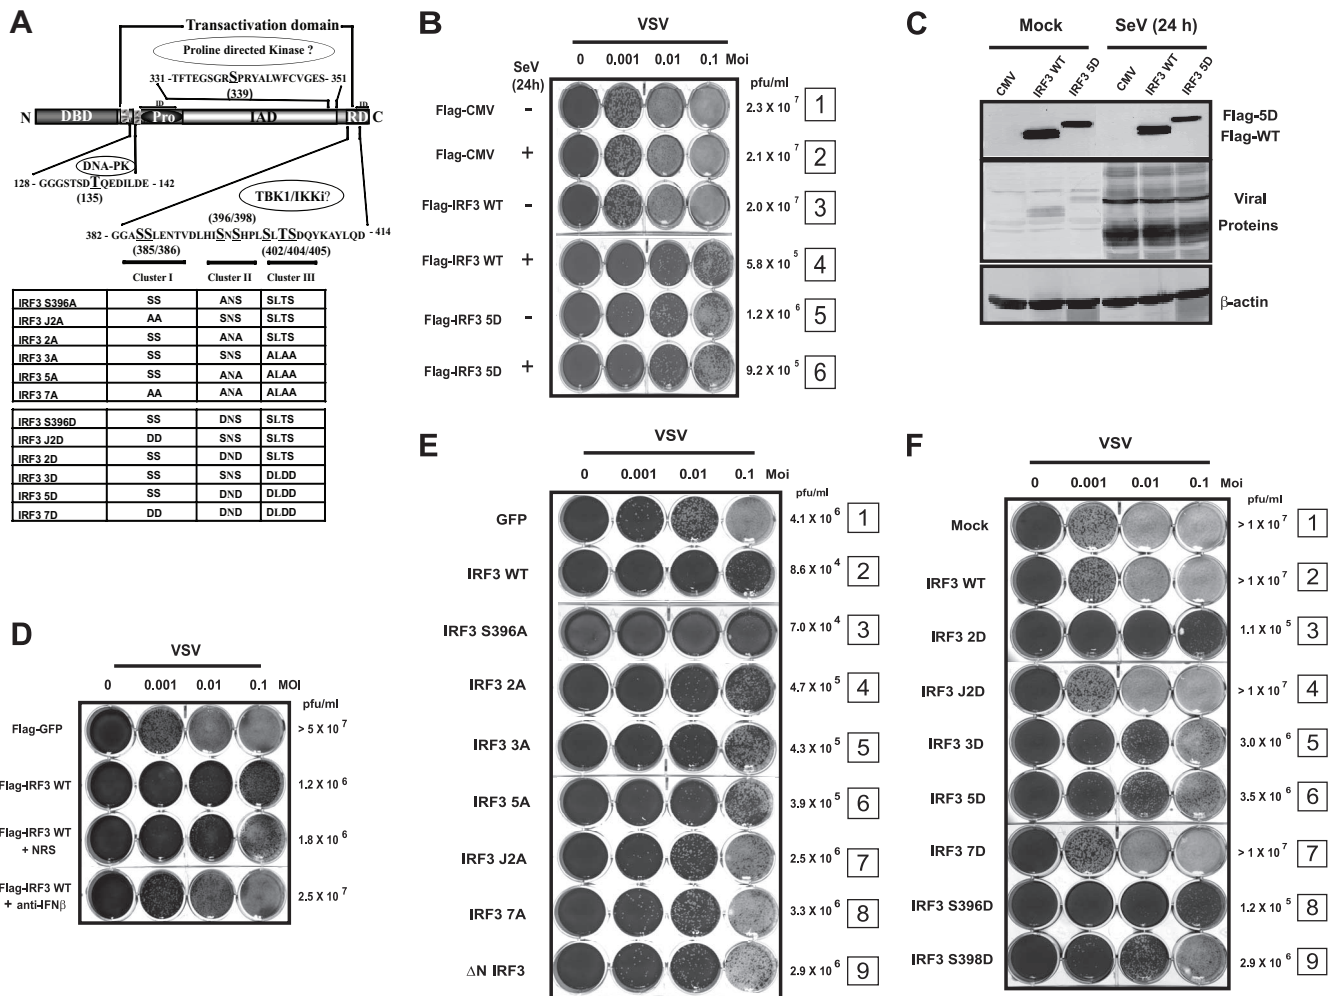 A
Transactivation domain
Proline directed Kinase ?
331 -TFTEGSGRSPRYALWFCVGES- 351
(339)
ID
ID
N DBD Pro IAD RD C
DNA-PK
128 - GGGSTSDTQEDILDE - 142
(135)
TBK1/IKKi?
(396/398)
382 - GGASSLENTVDLHISNSHPLSLTSDQYKAYLQD - 414
(385/386) (402/404/405)
Cluster I Cluster II Cluster III
IRF3 S396A SS ANS SLTS
IRF3 J2A AA SNS SLTS
IRF3 2A SS ANA SLTS
IRF3 3A SS SNS ALAA
IRF3 5A SS ANA ALAA
IRF3 7A AA ANA ALAA
IRF3 S396D SS DNS SLTS
IRF3 J2D DD SNS SLTS
IRF3 2D SS DND SLTS
IRF3 3D SS SNS DLDD
IRF3 5D SS DND DLDD
IRF3 7D DD DND DLDD
B
VSV
0 0,001 0.01 0.1 Moi
SeV
(24h)
pfu/ml
Flag-CMV - 2.3 X 10 7 1
Flag-CMV + 2.1 X 10 7 2
Flag-IRF3 WT - 2.0 X 10 7 3
Flag-IRF3 WT + 5.8 X 10 5 4
Flag-IRF3 5D - 1.2 X 10 6 5
Flag-IRF3 5D + 9.2 X 10 5 6
C
Mock SeV (24 h)
CMV IRF3 WT IRF3 5D CMV IRF3 WT IRF3 5D
Flag-5D
Flag-WT
Viral
Proteins
β-actin
D
VSV
0 0.001 0.01 0.1 MOI
pfu/ml
Flag-GFP > 5 X 10 7
Flag-IRF3 WT 1.2 X 10 6
Flag-IRF3 WT
+ NRS
1.8 X 10 6
Flag-IRF3 WT
+ anti-IFNβ
2.5 X 10 7
E
VSV
0 0.001 0.01 0.1 Moi
pfu/ml
GFP 4.1 X 10 6 1
IRF3 WT 8.6 X 10 4 2
IRF3 S396A 7.0 X 10 4 3
IRF3 2A 4.7 X 10 5 4
IRF3 3A 4.3 X 10 5 5
IRF3 5A 3.9 X 10 5 6
IRF3 J2A 2.5 X 10 6 7
IRF3 7A 3.3 X 10 6 8
ΔN IRF3 2.9 X 10 6 9
F
VSV
0 0.001 0.01 0.1 Moi
pfu/ml
Mock > 1 X 10 7 1
IRF3 WT > 1 X 10 7 2
IRF3 2D 1.1 X 10 5 3
IRF3 J2D > 1 X 10 7 4
IRF3 3D 3.0 X 10 6 5
IRF3 5D 3.5 X 10 6 6
IRF3 7D > 1 X 10 7 7
IRF3 S396D 1.2 X 10 5 8
IRF3 S398D 2.9 X 10 6 9